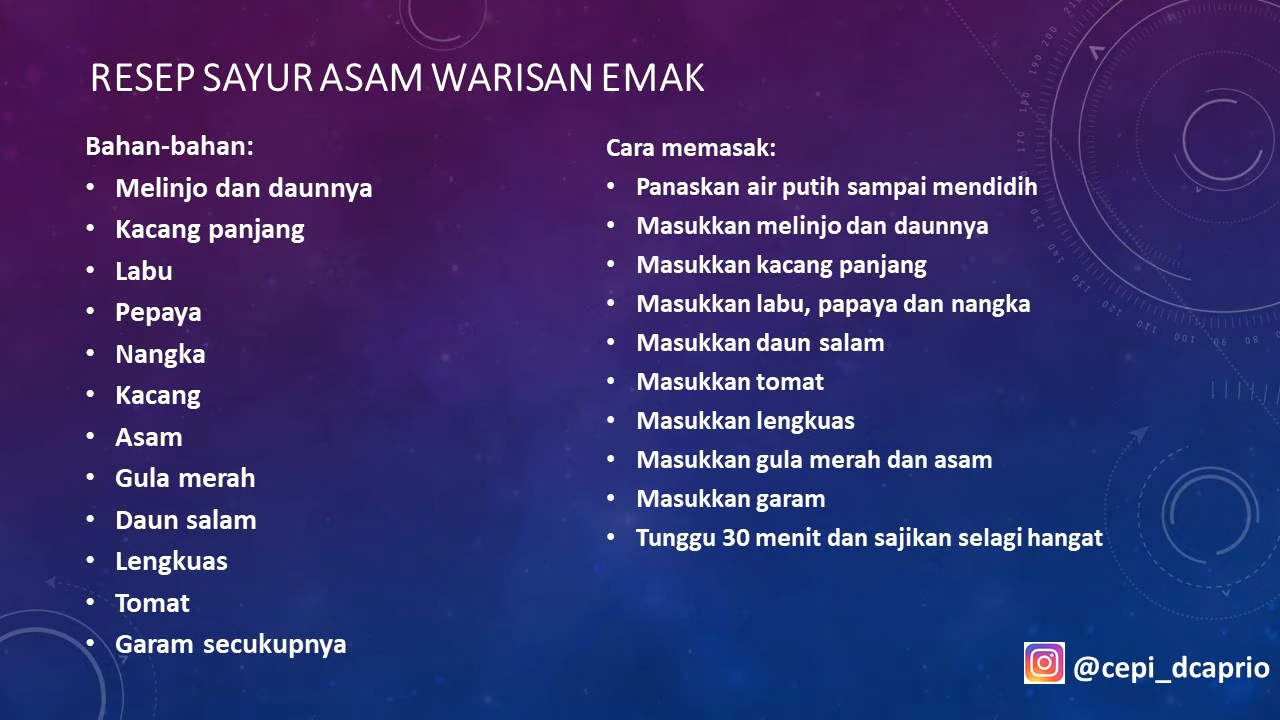 RESEP SAYUR ASAM WARISAN EMAK
Bahan-bahan:
• Melinjo dan daunnya
• Kacang panjang
• Labu
• Pepaya
• Nangka
• Kacang
• Asam
• Gula merah
• Daun salam
• Lengkuas
• Tomat
• Garam secukupnya
Cara memasak:
• Panaskan air putih sampai mendidih
• Masukkan melinjo dan daunnya
• Masukkan kacang panjang
• Masukkan labu, papaya dan nangka
• Masukkan daun salam
• Masukkan tomat
• Masukkan lengkuas
• Masukkan gula merah dan asam
• Masukkan garam
• Tunggu 30 menit dan sajikan selagi hangat
@cepi_dcaprio